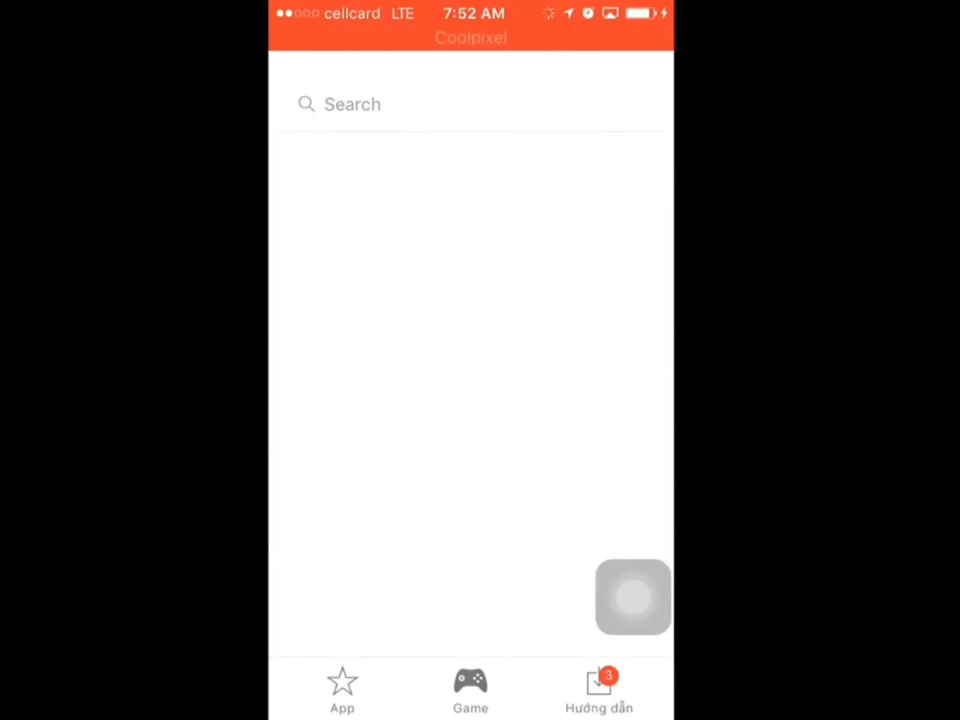 cellcard LTE 7:52 AM
Coolpixel
Search
3
App Game Hướng dẫn